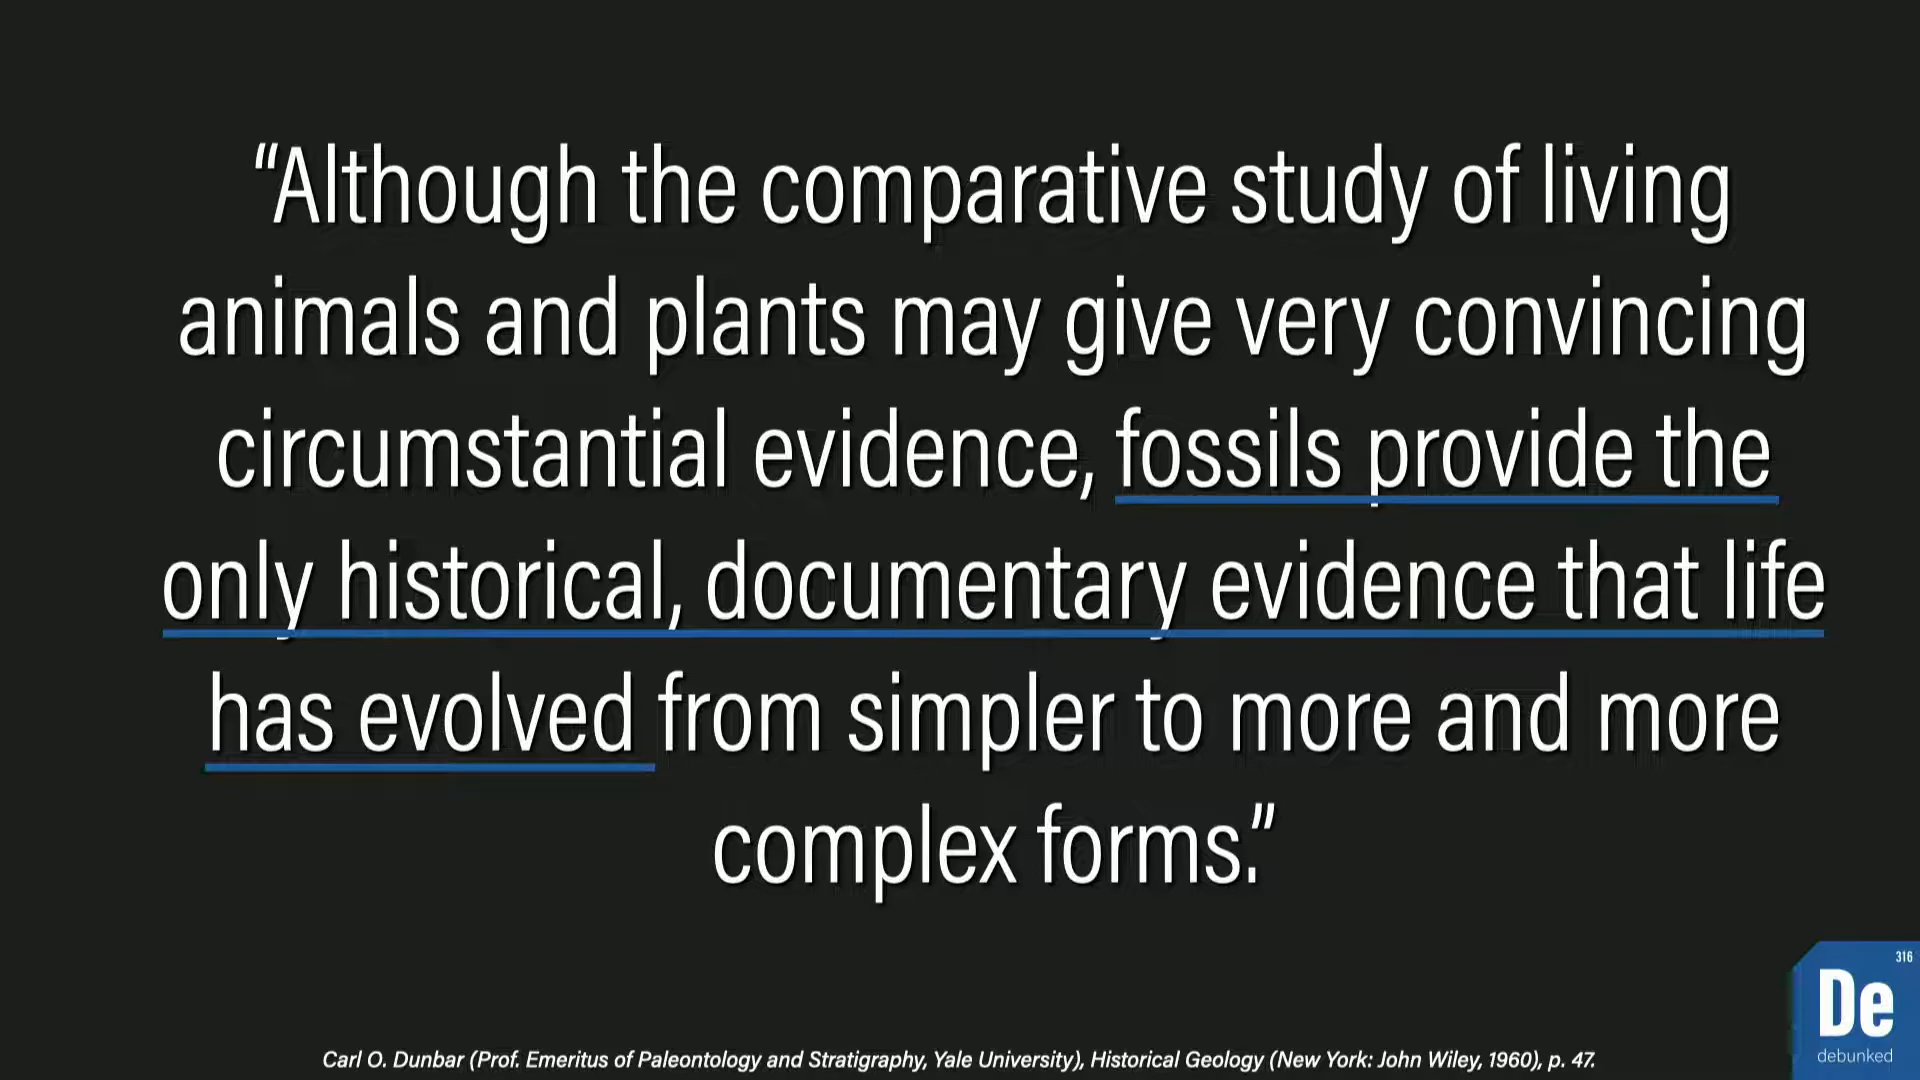 “Although the comparative study of living
animals and plants may give very convincing
circumstantial evidence, fossils provide the
only historical, documentary evidence that life
has evolved from simpler to more and more
complex forms.”
316
De
debunked
Carl O. Dunbar (Prof. Emeritus of Paleontology and Stratigraphy, Yale University), Historical Geology (New York: John Wiley, 1960), p. 47.